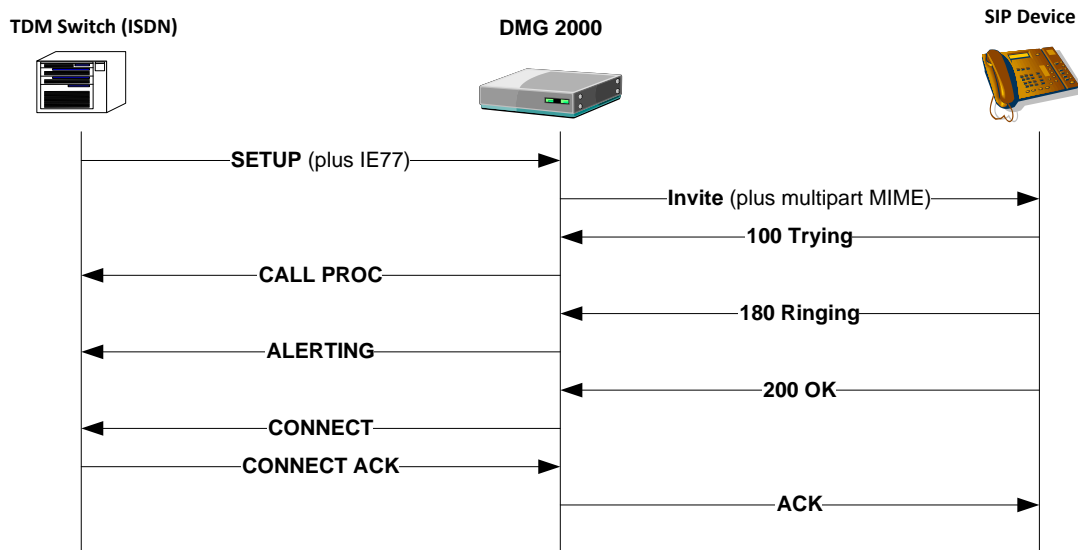 TDM Switch (ISDN)
DMG 2000
SIP Device
SETUP (plus IE77)
Invite (plus multipart MIME)
100 Trying
CALL PROC
180 Ringing
ALERTING
200 OK
CONNECT
CONNECT ACK
ACK